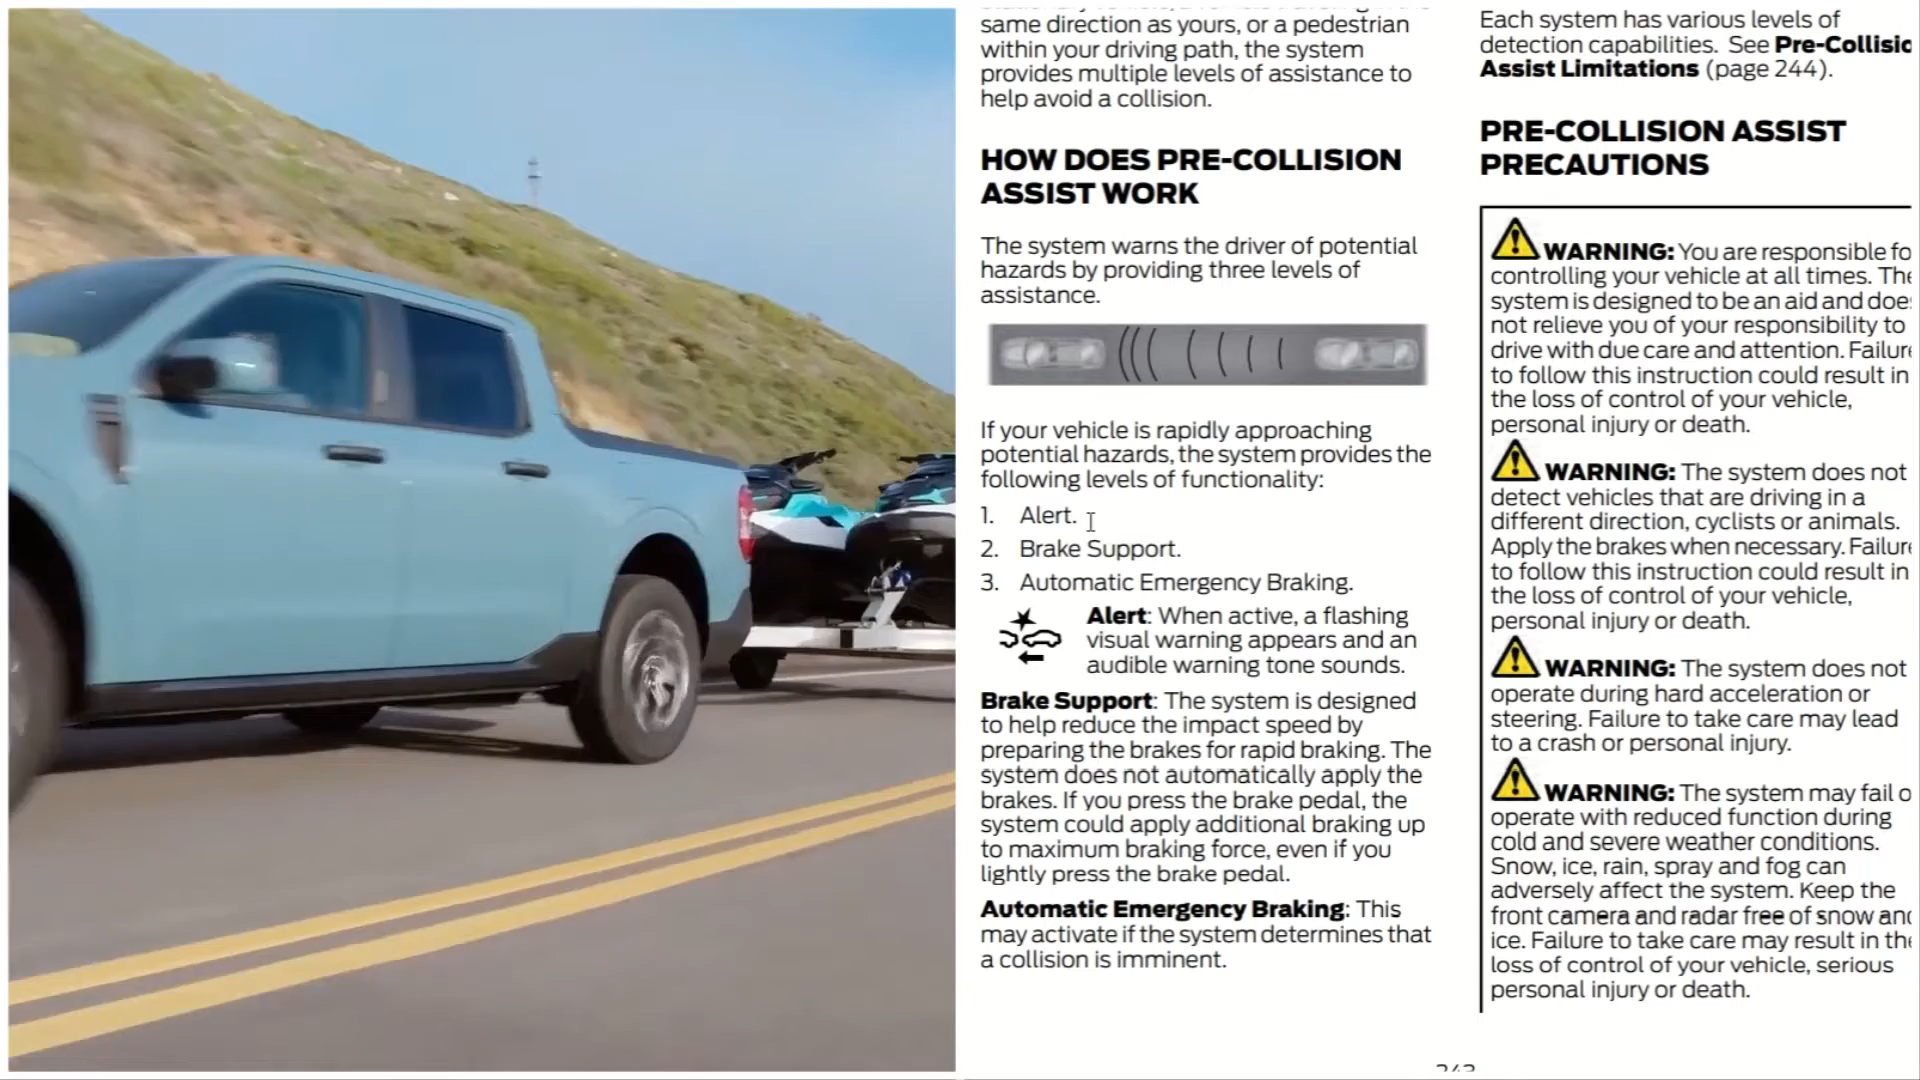 same direction as yours, or a pedestrian
within your driving path, the system
provides multiple levels of assistance to
help avoid a collision.
HOW DOES PRE-COLLISION
ASSIST WORK
The system warns the driver of potential
hazards by providing three levels of
assistance.
If your vehicle is rapidly approaching
potential hazards, the system provides the
following levels of functionality:
1. Alert.
2. Brake Support.
3. Automatic Emergency Braking.
Alert: When active, a flashing
visual warning appears and an
audible warning tone sounds.
Brake Support: The system is designed
to help reduce the impact speed by
preparing the brakes for rapid braking. The
system does not automatically apply the
brakes. If you press the brake pedal, the
system could apply additional braking up
to maximum braking force, even if you
lightly press the brake pedal.
Automatic Emergency Braking: This
may activate if the system determines that
a collision is imminent.
Each system has various levels of
detection capabilities. See Pre-Collisio
Assist Limitations (page 244).
PRE-COLLISION ASSIST
PRECAUTIONS
WARNING: You are responsible fo
controlling your vehicle at all times. The
system is designed to be an aid and does
not relieve you of your responsibility to
drive with due care and attention. Failure
to follow this instruction could result in
the loss of control of your vehicle,
personal injury or death.
WARNING: The system does not
detect vehicles that are driving in a
different direction, cyclists or animals.
Apply the brakes when necessary. Failure
to follow this instruction could result in
the loss of control of your vehicle,
personal injury or death.
WARNING: The system does not
operate during hard acceleration or
steering. Failure to take care may lead
to a crash or personal injury.
WARNING: The system may fail o
operate with reduced function during
cold and severe weather conditions.
Snow, ice, rain, spray and fog can
adversely affect the system. Keep the
front camera and radar free of snow and
ice. Failure to take care may result in the
loss of control of your vehicle, serious
personal injury or death.